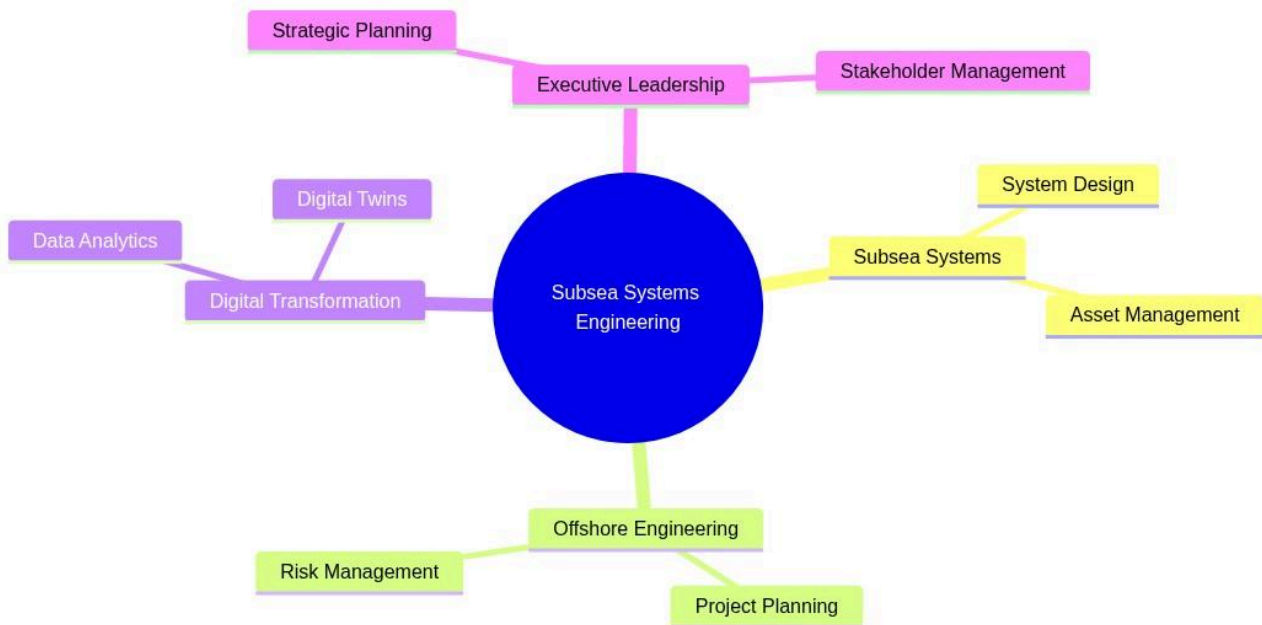 Strategic Planning
Executive Leadership
Stakeholder Management
Digital Twins
System Design
Data Analytics
Subsea Systems
Digital Transformation
Subsea Systems
Engineering
Asset Management
Offshore Engineering
Risk Management
Project Planning